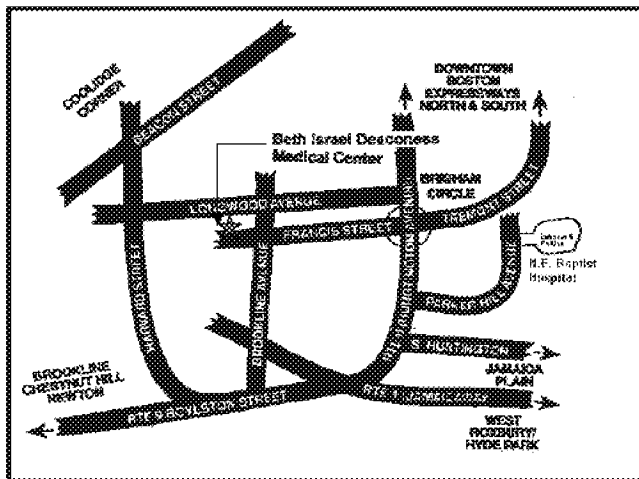 COOLIDGE
CORNER
BEACON STREET
DOWNTOWN
BOSTON
EXPRESSWAYS
NORTH & SOUTH
Beth Israel Deaconess
Medical Center
BRIGHAM
CIRCLE
LONGWOOD AVENUE
FRANCIS STREET
TREMONT STREET
HARVARD STREET
BROOKLINE AVENUE
HUNTINGTON AVENUE
PARKER HILL AVENUE
N.E. Baptist
Hospital
S. HUNTINGTON
JAMAICA
PLAIN
BROOKLINE
CHESTNUT HILL
NEWTON
RTE 9 BOYLSTON STREET
RTE 1 JAMAICAWAY
WEST
ROXBURY/
HYDE PARK